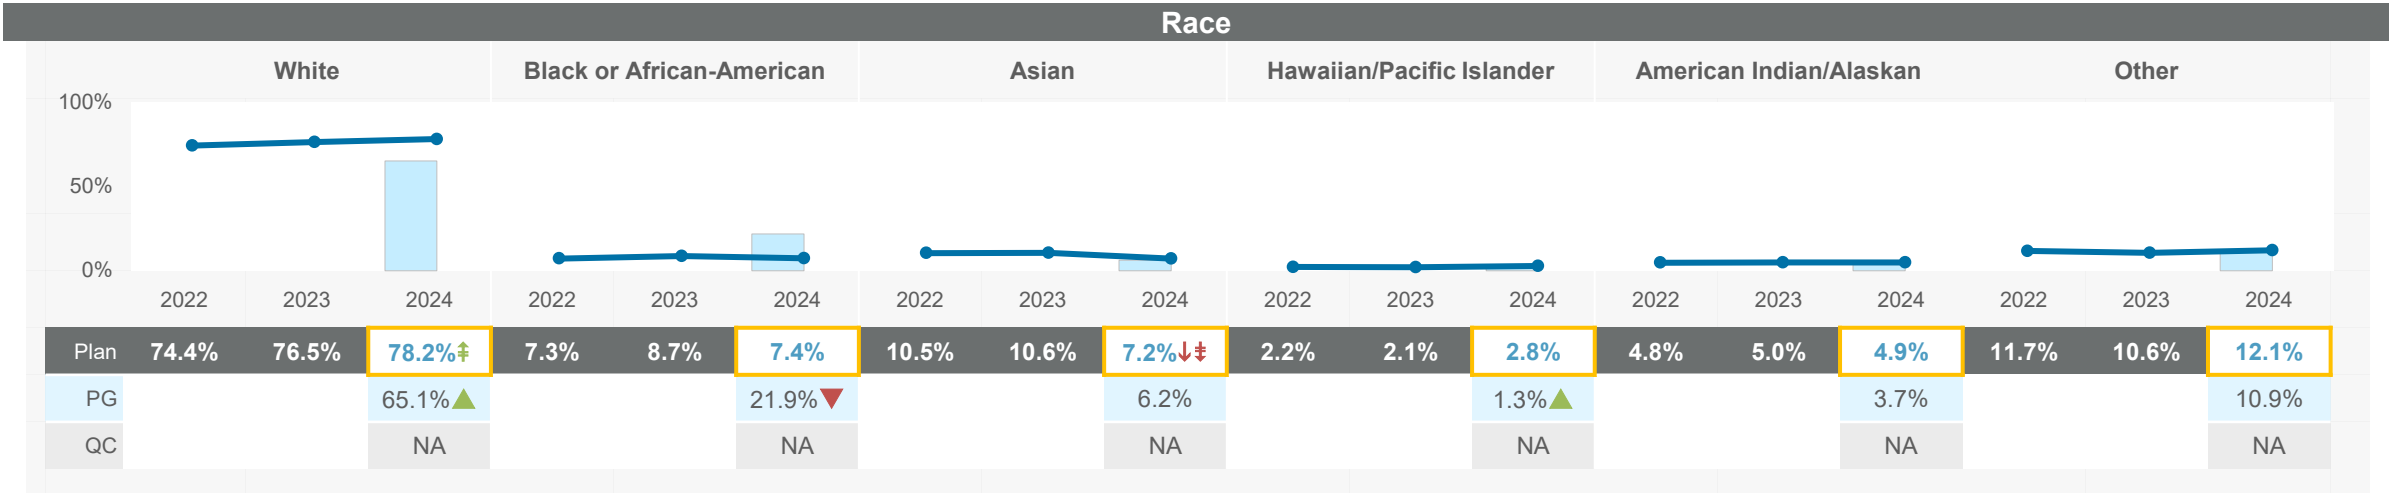 Race
White Black or African-American Asian Hawaiian/Pacific Islander American Indian/Alaskan Other
100%
50%
0%
2022 2023 2024 2022 2023 2024 2022 2023 2024 2022 2023 2024 2022 2023 2024 2022 2023 2024
Plan 74.4% 76.5% 78.2%⤉ 7.3% 8.7% 7.4% 10.5% 10.6% 7.2%↓⤈ 2.2% 2.1% 2.8% 4.8% 5.0% 4.9% 11.7% 10.6% 12.1%
PG 65.1%▲ 21.9%▼ 6.2% 1.3%▲ 3.7% 10.9%
QC NA NA NA NA NA NA